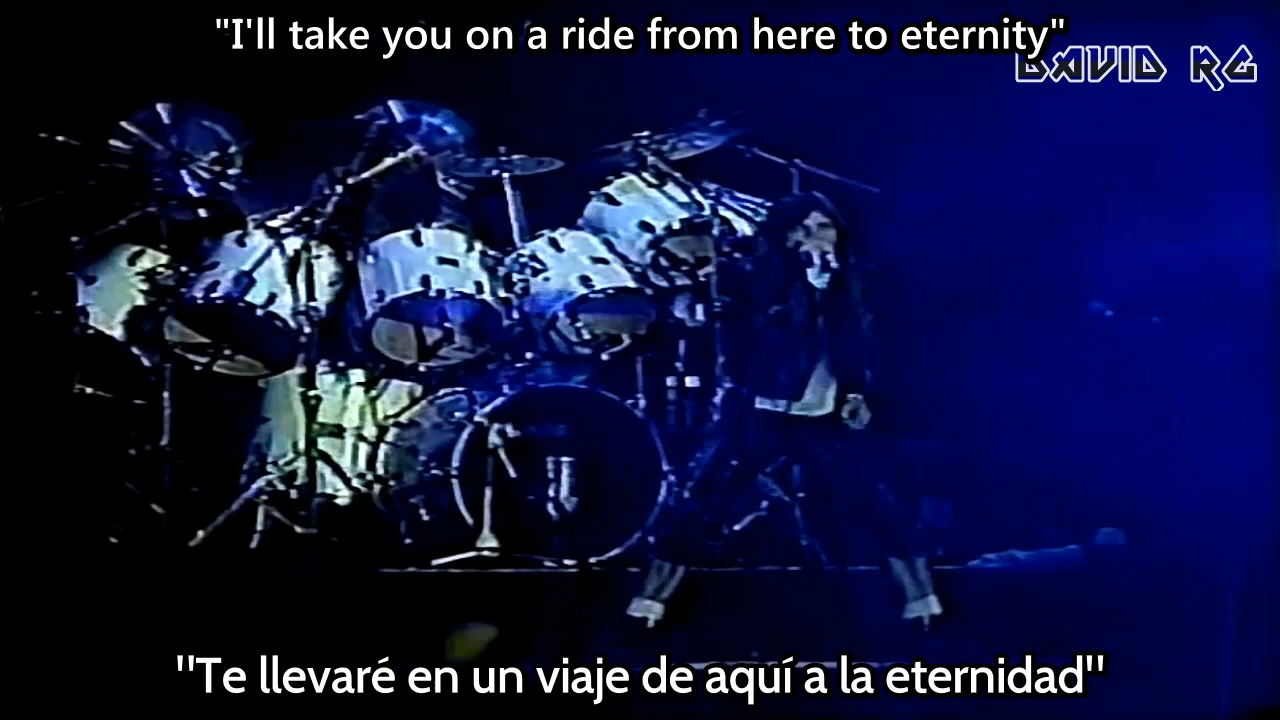 "I'll take you on a ride from here to eternity"
DAVID RG
"Te llevaré en un viaje de aquí a la eternidad"